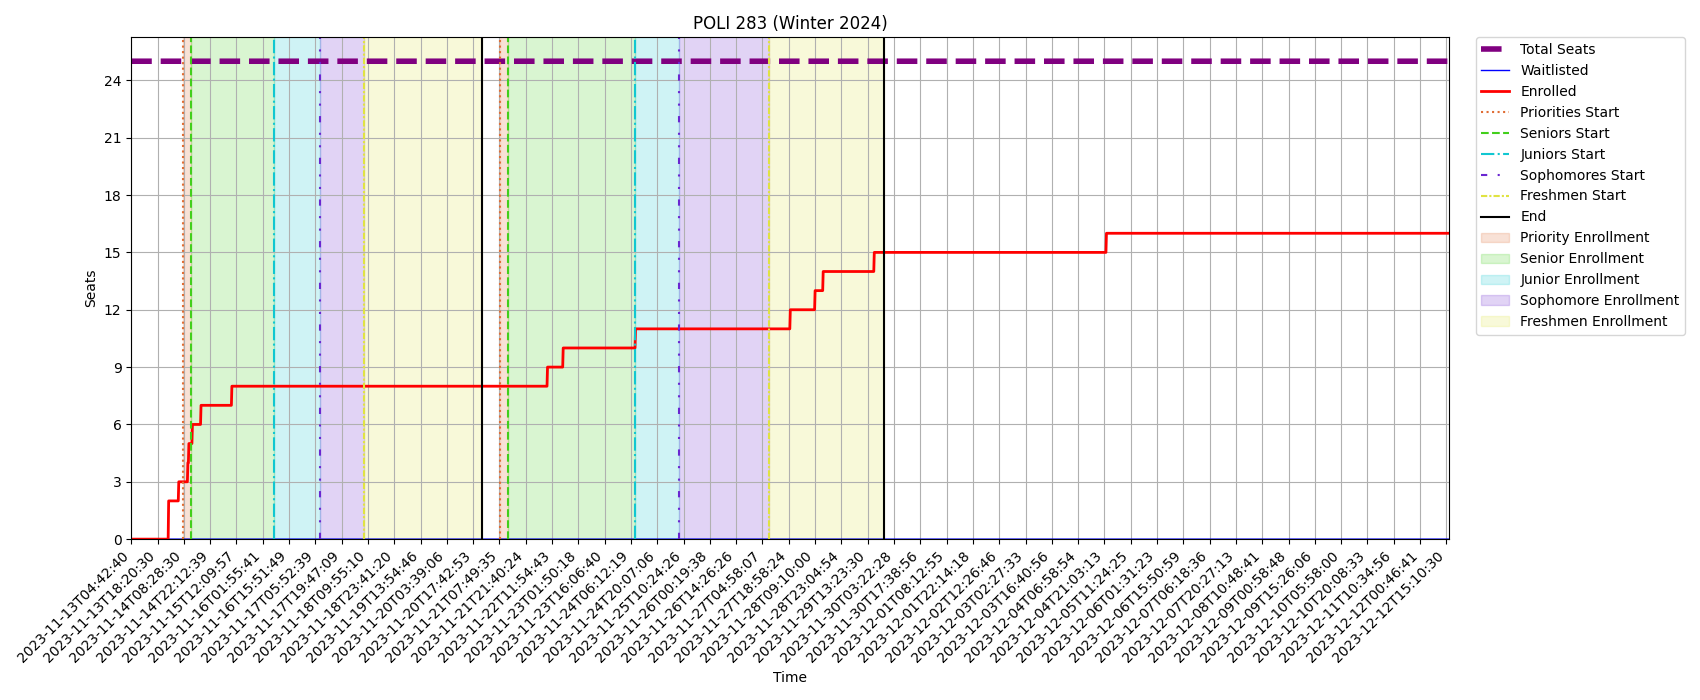 POLI 283 (Winter 2024)
Total Seats
Waitlisted
Enrolled
Priorities Start
Seniors Start
Juniors Start
Sophomores Start
Freshmen Start
End
Priority Enrollment
Senior Enrollment
Junior Enrollment
Sophomore Enrollment
Freshmen Enrollment
Seats
24
21
18
15
12
9
6
3
0
2023-11-13T04:42:40
2023-11-13T18:20:30
2023-11-14T08:28:30
2023-11-14T22:12:39
2023-11-15T12:09:57
2023-11-16T01:55:41
2023-11-16T15:51:49
2023-11-17T05:52:39
2023-11-17T19:47:09
2023-11-18T09:55:10
2023-11-18T23:41:20
2023-11-19T13:54:46
2023-11-20T03:39:06
2023-11-20T17:42:53
2023-11-21T07:49:35
2023-11-21T21:40:24
2023-11-22T11:54:43
2023-11-23T01:50:18
2023-11-23T16:06:40
2023-11-24T06:12:19
2023-11-24T20:07:06
2023-11-25T10:24:26
2023-11-26T00:19:38
2023-11-26T14:26:26
2023-11-27T04:58:07
2023-11-27T18:58:24
2023-11-28T09:10:00
2023-11-28T23:04:54
2023-11-29T13:23:30
2023-11-30T03:22:28
2023-11-30T17:38:56
2023-12-01T08:12:55
2023-12-01T22:14:18
2023-12-02T12:26:46
2023-12-03T02:27:33
2023-12-03T16:40:56
2023-12-04T06:58:54
2023-12-04T21:03:13
2023-12-05T11:24:25
2023-12-06T01:31:23
2023-12-06T15:50:59
2023-12-07T06:18:36
2023-12-07T20:27:13
2023-12-08T10:48:41
2023-12-09T00:58:48
2023-12-09T15:26:06
2023-12-10T05:58:00
2023-12-10T20:08:33
2023-12-11T10:34:56
2023-12-12T00:46:41
2023-12-12T15:10:30
Time